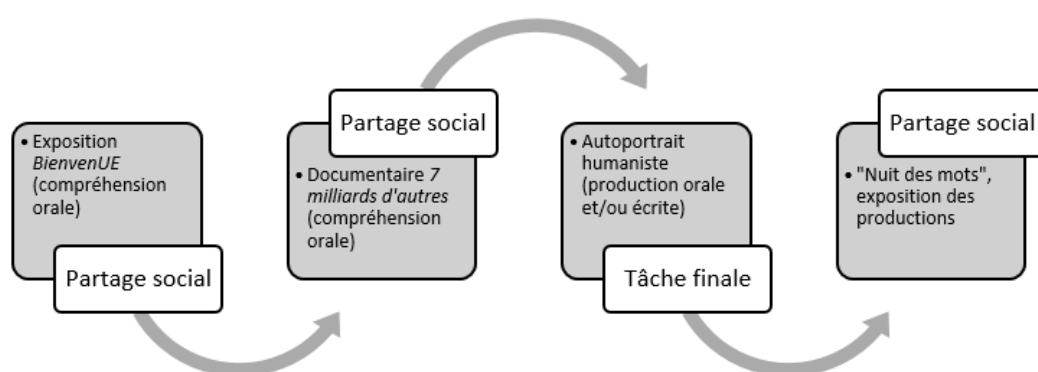 • Exposition
BienvenUE
(compréhension
orale)
Partage social
Partage social
• Documentaire 7
milliards d'autres
(compréhension
orale)
• Autoportrait
humaniste
(production orale
et/ou écrite)
Tâche finale
Partage social
• "Nuit des mots",
exposition des
productions